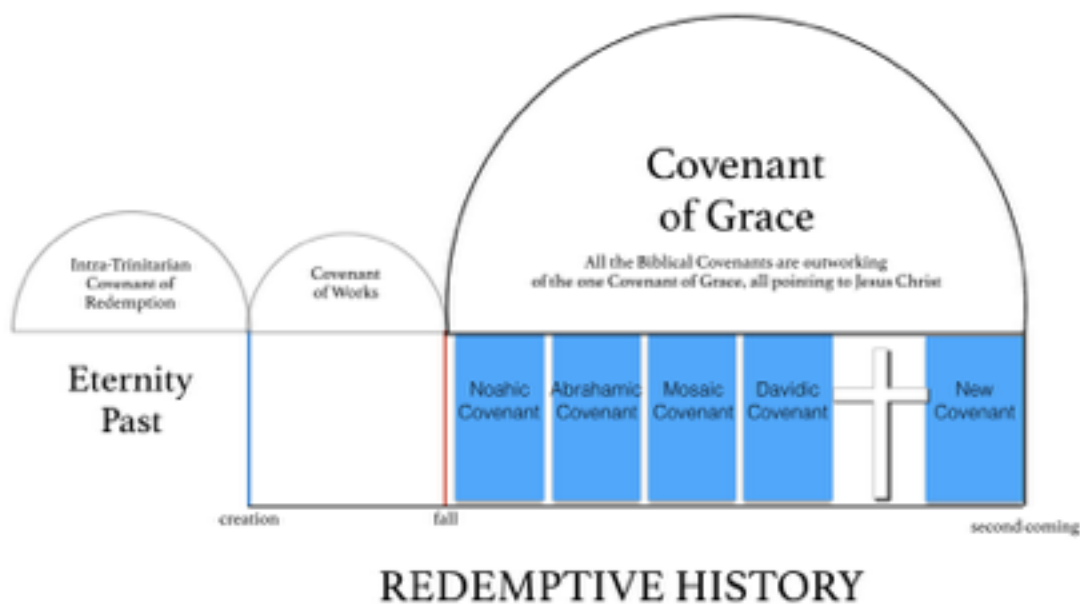 Covenant
of Grace
All the Biblical Covenants are outworking
of the one Covenant of Grace, all pointing to Jesus Christ
Intra-Trinitarian
Covenant of
Redemption
Covenant
of Works
Eternity
Past
Noahic
Covenant
Abrahamic
Covenant
Mosaic
Covenant
Davidic
Covenant
New
Covenant
creation
fall
second coming
REDEMPTIVE HISTORY